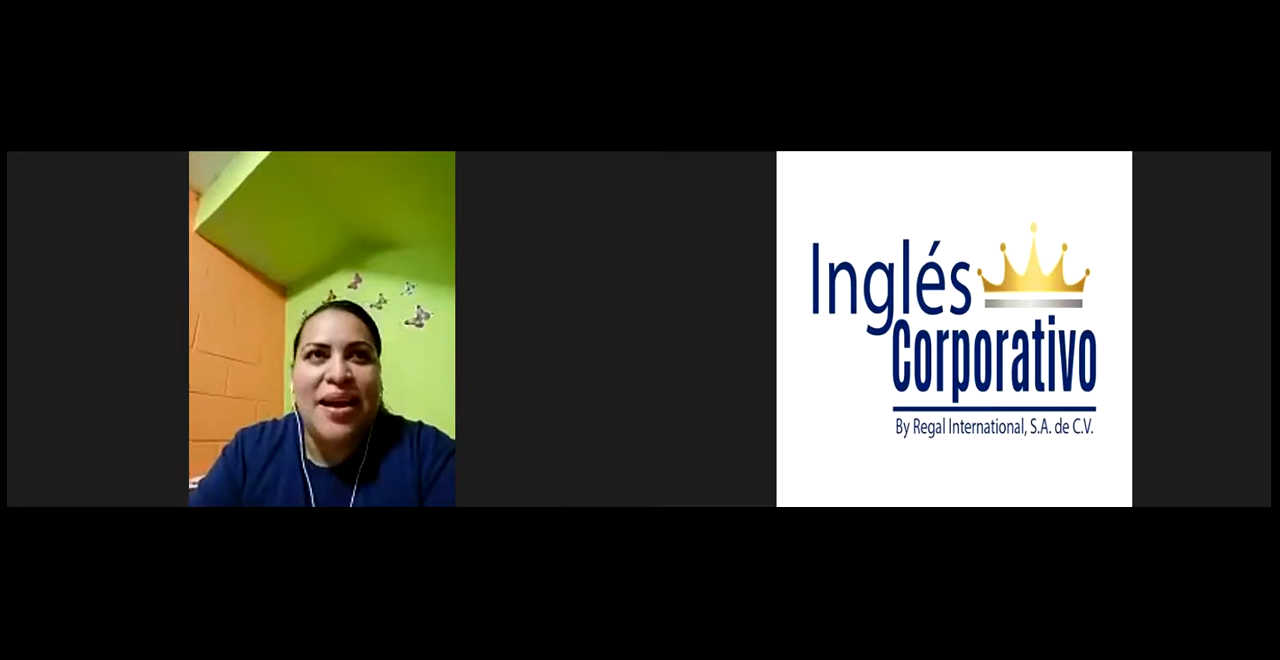 Inglés
Corporativo
By Regal International, S.A. de C.V.